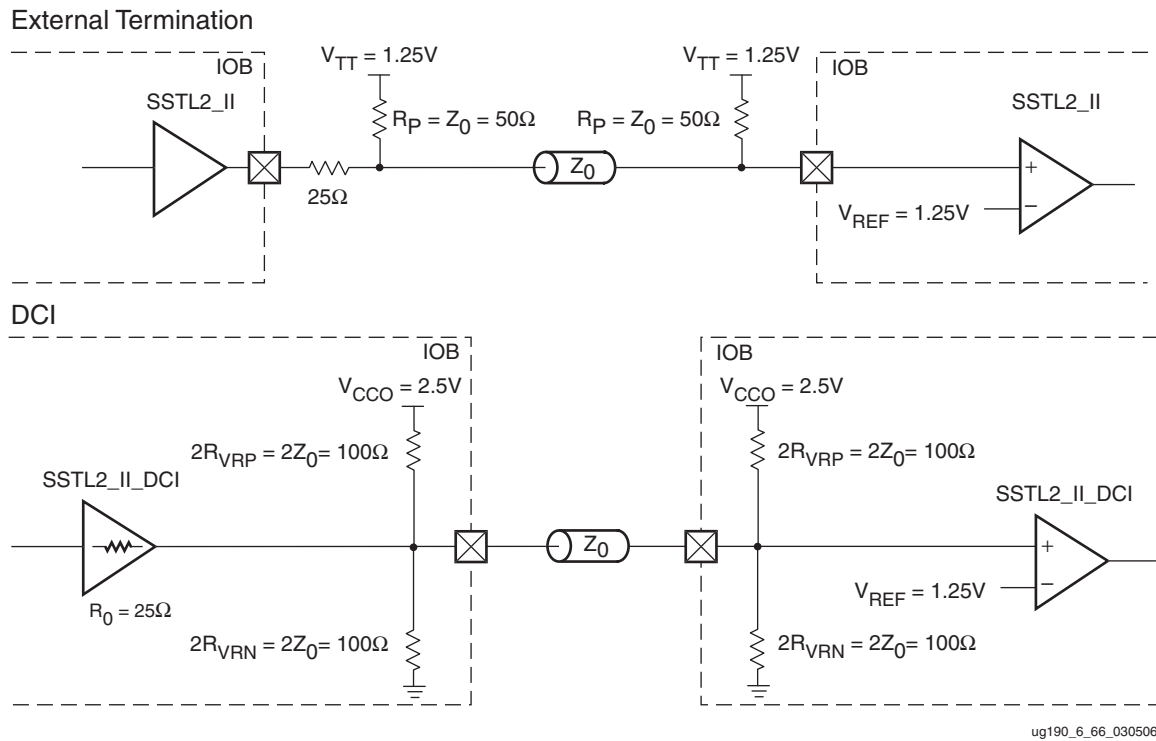 External Termination
IOB
SSTL2_II
V_TT = 1.25V
R_P = Z_0 = 50Ω
25Ω
Z_0
V_TT = 1.25V
R_P = Z_0 = 50Ω
IOB
SSTL2_II
+
−
V_REF = 1.25V
DCI
IOB
V_CCO = 2.5V
2R_VRP = 2Z_0= 100Ω
SSTL2_II_DCI
R_0 = 25Ω
2R_VRN = 2Z_0= 100Ω
Z_0
IOB
V_CCO = 2.5V
2R_VRP = 2Z_0= 100Ω
SSTL2_II_DCI
+
−
V_REF = 1.25V
2R_VRN = 2Z_0= 100Ω
ug190_6_66_030506